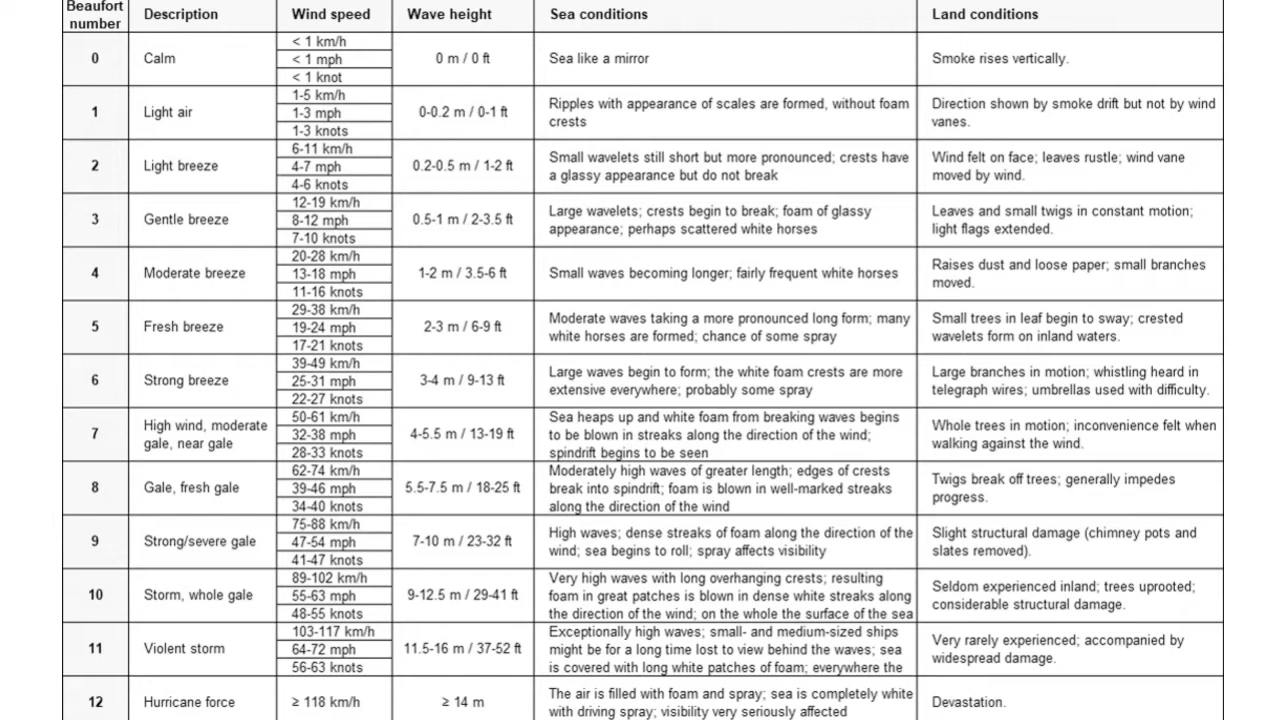 Beaufort number Description Wind speed Wave height Sea conditions Land conditions
< 1 km/h
0 Calm < 1 mph 0 m / 0 ft Sea like a mirror Smoke rises vertically.
< 1 knot
1-5 km/h
1 Light air 1-3 mph 0-0.2 m / 0-1 ft Ripples with appearance of scales are formed, without foam Direction shown by smoke drift but not by wind
1-3 knots crests vanes.
6-11 km/h
2 Light breeze 4-7 mph 0.2-0.5 m / 1-2 ft Small wavelets still short but more pronounced; crests have Wind felt on face; leaves rustle; wind vane
4-6 knots a glassy appearance but do not break moved by wind.
12-19 km/h
3 Gentle breeze 8-12 mph 0.5-1 m / 2-3.5 ft Large wavelets; crests begin to break; foam of glassy Leaves and small twigs in constant motion;
7-10 knots appearance; perhaps scattered white horses light flags extended.
20-28 km/h
4 Moderate breeze 13-18 mph 1-2 m / 3.5-6 ft Small waves becoming longer; fairly frequent white horses Raises dust and loose paper; small branches
11-16 knots moved.
29-38 km/h
5 Fresh breeze 19-24 mph 2-3 m / 6-9 ft Moderate waves taking a more pronounced long form; many Small trees in leaf begin to sway; crested
17-21 knots white horses are formed; chance of some spray wavelets form on inland waters.
39-49 km/h
6 Strong breeze 25-31 mph 3-4 m / 9-13 ft Large waves begin to form; the white foam crests are more Large branches in motion; whistling heard in
22-27 knots extensive everywhere; probably some spray telegraph wires; umbrellas used with difficulty.
High wind, moderate 50-61 km/h Sea heaps up and white foam from breaking waves begins Whole trees in motion; inconvenience felt when
7 gale, near gale 32-38 mph 4-5.5 m / 13-19 ft to be blown in streaks along the direction of the wind; walking against the wind.
28-33 knots spindrift begins to be seen
62-74 km/h Moderately high waves of greater length; edges of crests Twigs break off trees; generally impedes
8 Gale, fresh gale 39-46 mph 5.5-7.5 m / 18-25 ft break into spindrift; foam is blown in well-marked streaks progress.
34-40 knots along the direction of the wind
75-88 km/h
9 Strong/severe gale 47-54 mph 7-10 m / 23-32 ft High waves; dense streaks of foam along the direction of the Slight structural damage (chimney pots and
41-47 knots wind; sea begins to roll; spray affects visibility slates removed).
89-102 km/h Very high waves with long overhanging crests; resulting Seldom experienced inland; trees uprooted;
10 Storm, whole gale 55-63 mph 9-12.5 m / 29-41 ft foam in great patches is blown in dense white streaks along considerable structural damage.
48-55 knots the direction of the wind; on the whole the surface of the sea
103-117 km/h Exceptionally high waves; small- and medium-sized ships Very rarely experienced; accompanied by
11 Violent storm 64-72 mph 11.5-16 m / 37-52 ft might be for a long time lost to view behind the waves; sea widespread damage.
56-63 knots is covered with long white patches of foam; everywhere the
12 Hurricane force ≥ 118 km/h ≥ 14 m The air is filled with foam and spray; sea is completely white Devastation.
with driving spray; visibility very seriously affected